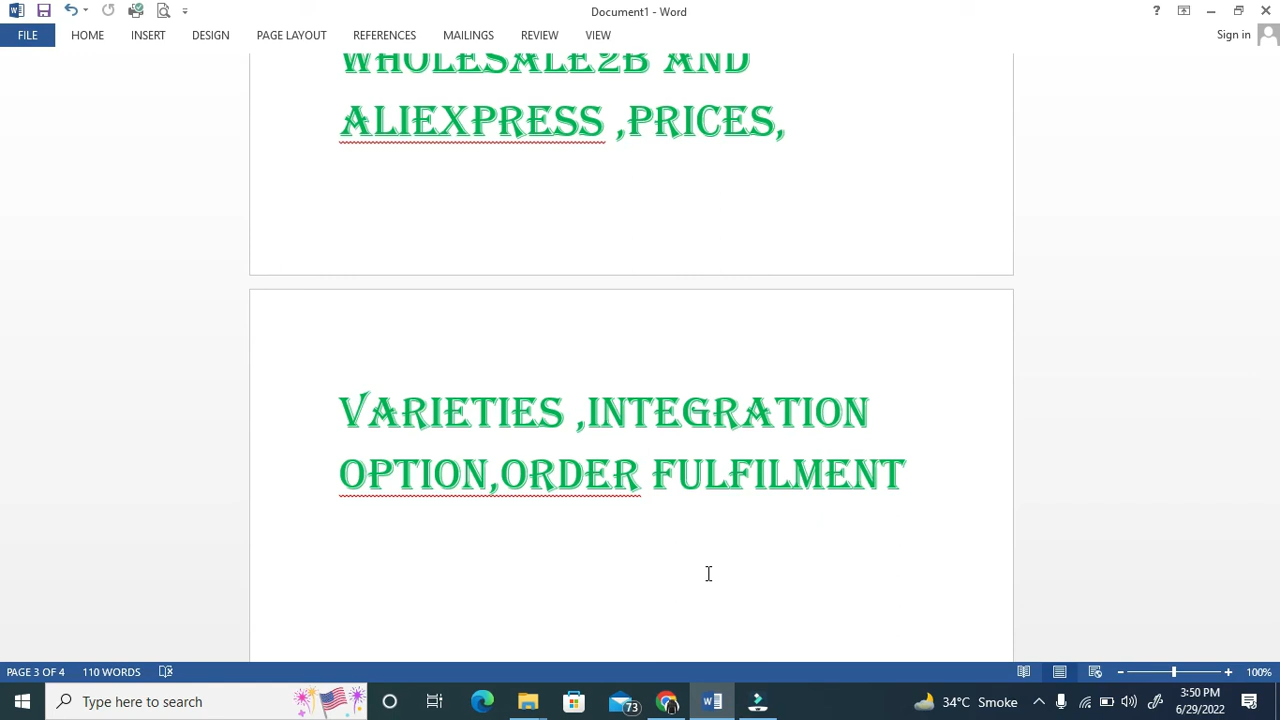 Document1 - Word
?
FILE HOME INSERT DESIGN PAGE LAYOUT REFERENCES MAILINGS REVIEW VIEW Sign in
WHOLESALE2B AND
ALIEXPRESS ,PRICES,
VARIETIES ,INTEGRATION
OPTION,ORDER FULFILMENT
PAGE 3 OF 4 110 WORDS 100%
Type here to search 73 34°C Smoke 3:50 PM
6/29/2022